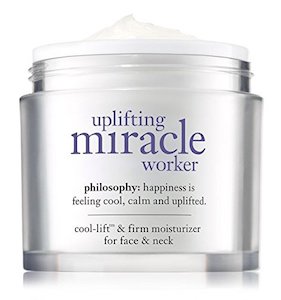 uplifting
miracle
worker
philosophy: happiness is
feeling cool, calm and uplifted.
cool-lift™ & firm moisturizer
for face & neck